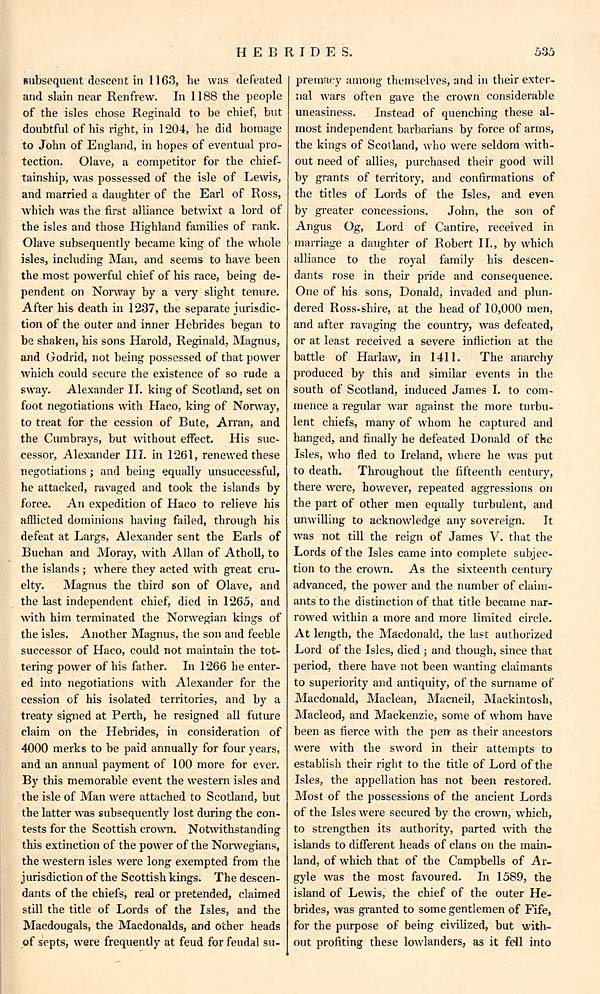 HEBRIDES.
535
subsequent descent in 1163, he was defeated
and slain near Renfrew. In 1188 the people
of the isles chose Reginald to be chief, but
doubtful of his right, in 1204, he did homage
to John of England, in hopes of eventual pro-
tection. Olave, a competitor for the chief-
tainship, was possessed of the isle of Lewis,
and married a daughter of the Earl of Ross,
which was the first alliance betwixt a lord of
the isles and those Highland families of rank.
Olave subsequently became king of the whole
isles, including Man, and seems to have been
the most powerful chief of his race, being de-
pendent on Norway by a very slight tenure.
After his death in 1237, the separate jurisdic-
tion of the outer and inner Hebrides began to
be shaken, his sons Harold, Reginald, Magnus,
and Godrid, not being possessed of that power
which could secure the existence of so rude a
sway. Alexander II. king of Scotland, set on
foot negotiations with Haco, king of Norway,
to treat for the cession of Bute, Arran, and
the Cumbrays, but without effect. His suc-
cessor, Alexander III. in 1261, renewed these
negotiations; and being equally unsuccessful,
he attacked, ravaged and took the islands by
force. An expedition of Haco to relieve his
afflicted dominions having failed, through his
defeat at Largs, Alexander sent the Earls of
Buchan and Moray, with Allan of Atholl, to
the islands; where they acted with great cru-
elty. Magnus the third son of Olave, and
the last independent chief, died in 1265, and
with him terminated the Norwegian kings of
the isles. Another Magnus, the son and feeble
successor of Haco, could not maintain the tot-
tering power of his father. In 1266 he enter-
ed into negotiations with Alexander for the
cession of his isolated territories, and by a
treaty signed at Perth, he resigned all future
claim on the Hebrides, in consideration of
4000 merks to be paid annually for four years,
and an annual payment of 100 more for ever.
By this memorable event the western isles and
the isle of Man were attached to Scotland, but
the latter was subsequently lost during the con-
tests for the Scottish crown. Notwithstanding
this extinction of the power of the Norwegians,
the western isles were long exempted from the
jurisdiction of the Scottish kings. The descen-
dants of the chiefs, real or pretended, claimed
still the title of Lords of the Isles, and the
Macdougals, the Macdonalds, and other heads
of septs, were frequently at feud for feudal su-
premacy among themselves, and in their exter-
nal wars often gave the crown considerable
uneasiness. Instead of quenching these al-
most independent barbarians by force of arms,
the kings of Scotland, who were seldom with-
out need of allies, purchased their good will
by grants of territory, and confirmations of
the titles of Lords of the Isles, and even
by greater concessions. John, the son of
Angus Og, Lord of Cantire, received in
marriage a daughter of Robert II., by which
alliance to the royal family his descen-
dants rose in their pride and consequence.
One of his sons, Donald, invaded and plun-
dered Ross-shire, at the head of 10,000 men,
and after ravaging the country, was defeated,
or at least received a severe infliction at the
battle of Harlaw, in 1411. The anarchy
produced by this and similar events in the
south of Scotland, induced James I. to com-
mence a regular war against the more turbu-
lent chiefs, many of whom he captured and
hanged, and finally he defeated Donald of the
Isles, who fled to Ireland, where he was put
to death. Throughout the fifteenth century,
there were, however, repeated aggressions on
the part of other men equally turbulent, and
unwilling to acknowledge any sovereign. It
was not till the reign of James V. that the
Lords of the Isles came into complete subjec-
tion to the crown. As the sixteenth century
advanced, the power and the number of claim-
ants to the distinction of that title became nar-
rowed within a more and more limited circle.
At length, the Macdonald, the last authorized
Lord of the Isles, died; and though, since that
period, there have not been wanting claimants
to superiority and antiquity, of the surname of
Macdonald, Maclean, Macneil, Mackintosh,
Macleod, and Mackenzie, some of whom have
been as fierce with the pen as their ancestors
were with the sword in their attempts to
establish their right to the title of Lord of the
Isles, the appellation has not been restored.
Most of the possessions of the ancient Lords
of the Isles were secured by the crown, which,
to strengthen its authority, parted with the
islands to different heads of clans on the main-
land, of which that of the Campbells of Ar-
gyle was the most favoured. In 1589, the
island of Lewis, the chief of the outer He-
brides, was granted to some gentlemen of Fife,
for the purpose of being civilized, but with-
out profiting these lowlanders, as it fell into